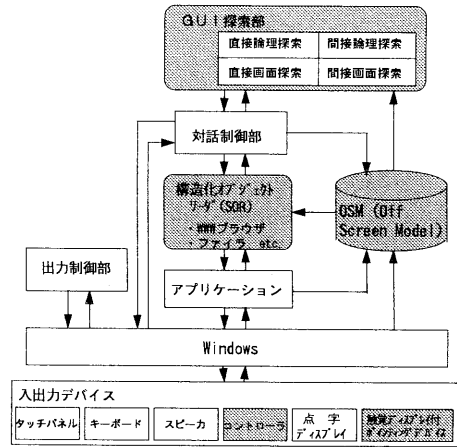 GUI探索部
直接論理探索 間接論理探索
直接画面探索 間接画面探索
対話制御部
構造化オブジェクト
リーダ(SOR)
・WWWブラウザ
・ファイラ etc.
OSM (Off
Screen Model)
出力制御部
アプリケーション
Windows
入出力デバイス
タッチパネル
キーボード
スピーカ
コントローラ
点字
ディスプレイ
触覚ディスプレイ付
ポインティングデバイス